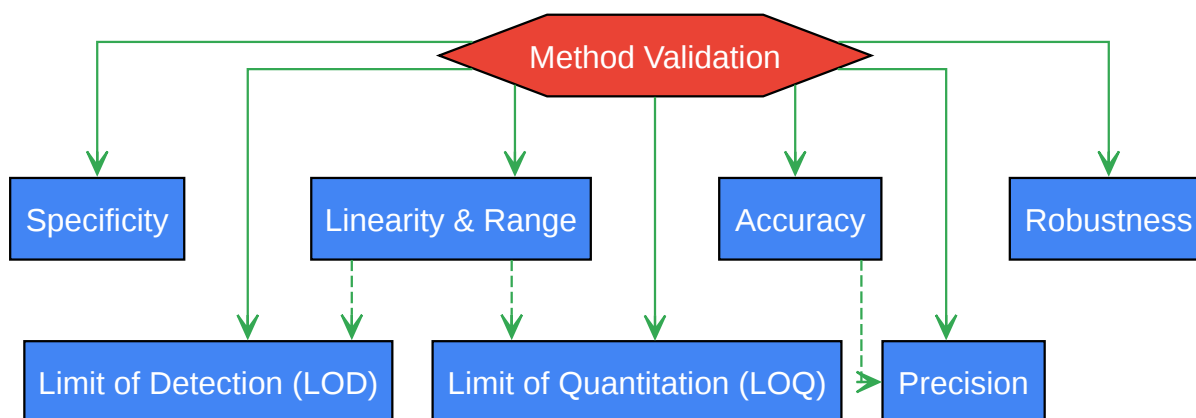 Method Validation
Specificity
Linearity & Range
Accuracy
Robustness
Limit of Detection (LOD)
Limit of Quantitation (LOQ)
Precision